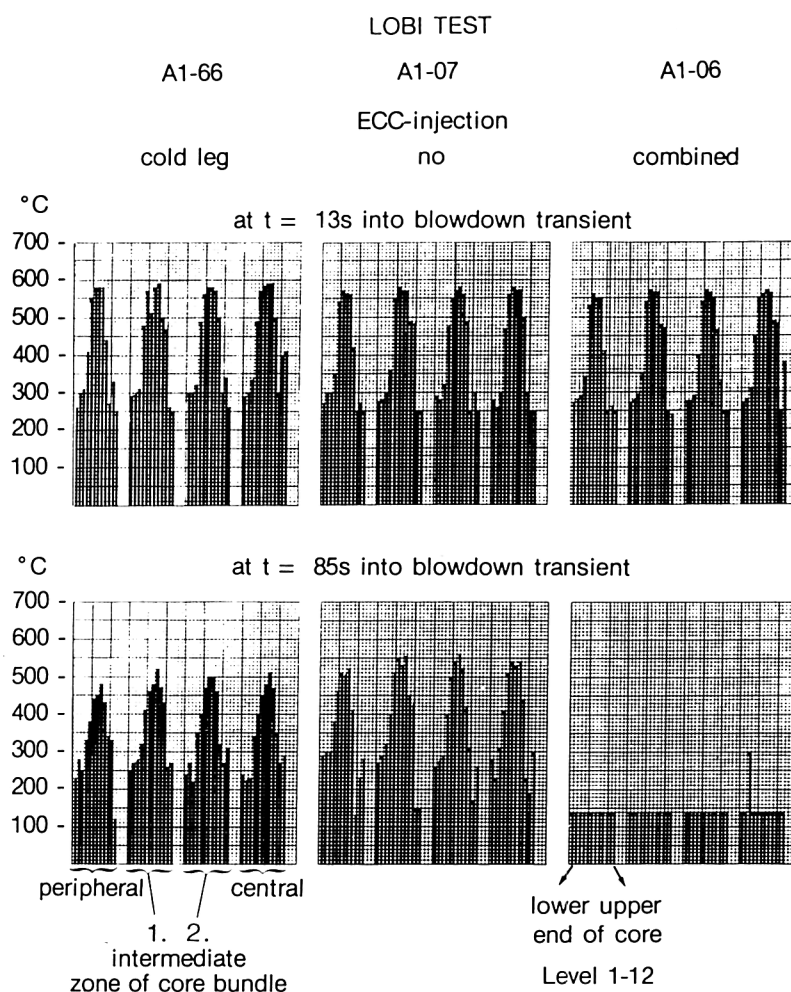 LOBI TEST
A1-66 A1-07 A1-06
ECC-injection
cold leg no combined
°C at t = 13s into blowdown transient
700 -
600 -
500 -
400 -
300 -
200 -
100 -
°C at t = 85s into blowdown transient
700 -
600 -
500 -
400 -
300 -
200 -
100 -
peripheral central
1. 2.
intermediate
zone of core bundle
lower upper
end of core
Level 1-12